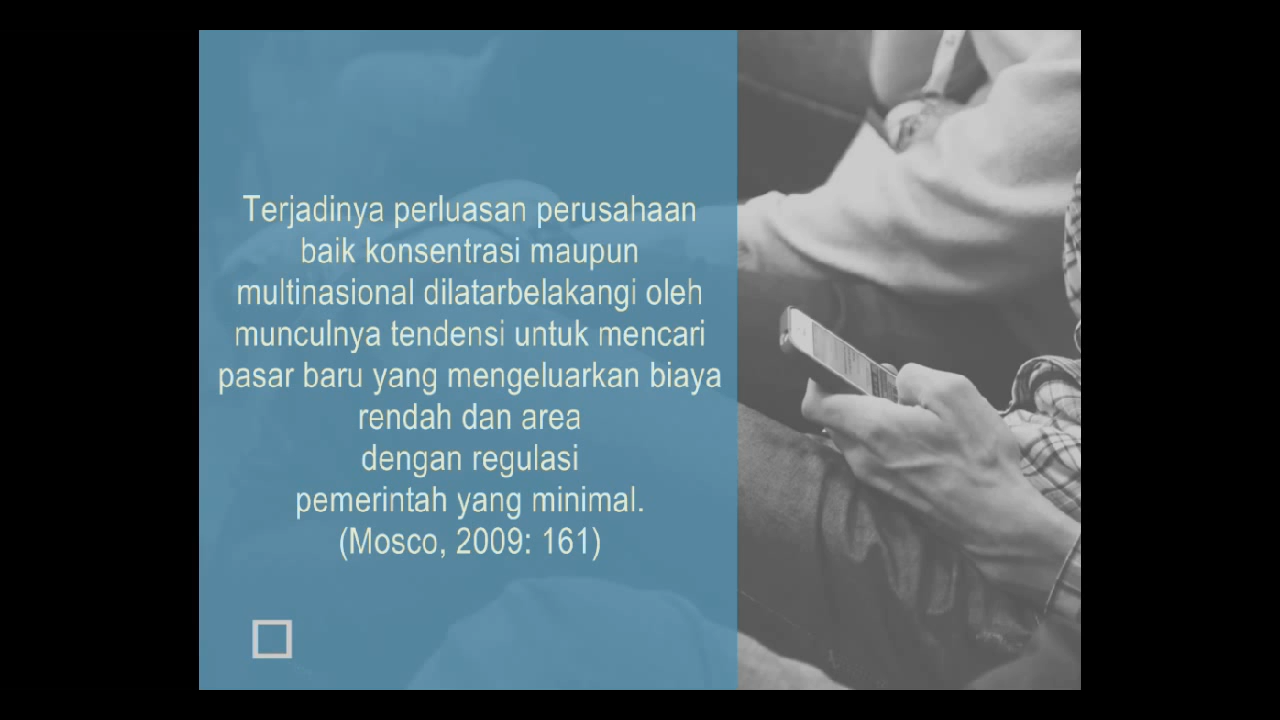 Terjadinya perluasan perusahaan
baik konsentrasi maupun
multinasional dilatarbelakangi oleh
munculnya tendensi untuk mencari
pasar baru yang mengeluarkan biaya
rendah dan area
dengan regulasi
pemerintah yang minimal.
(Mosco, 2009: 161)